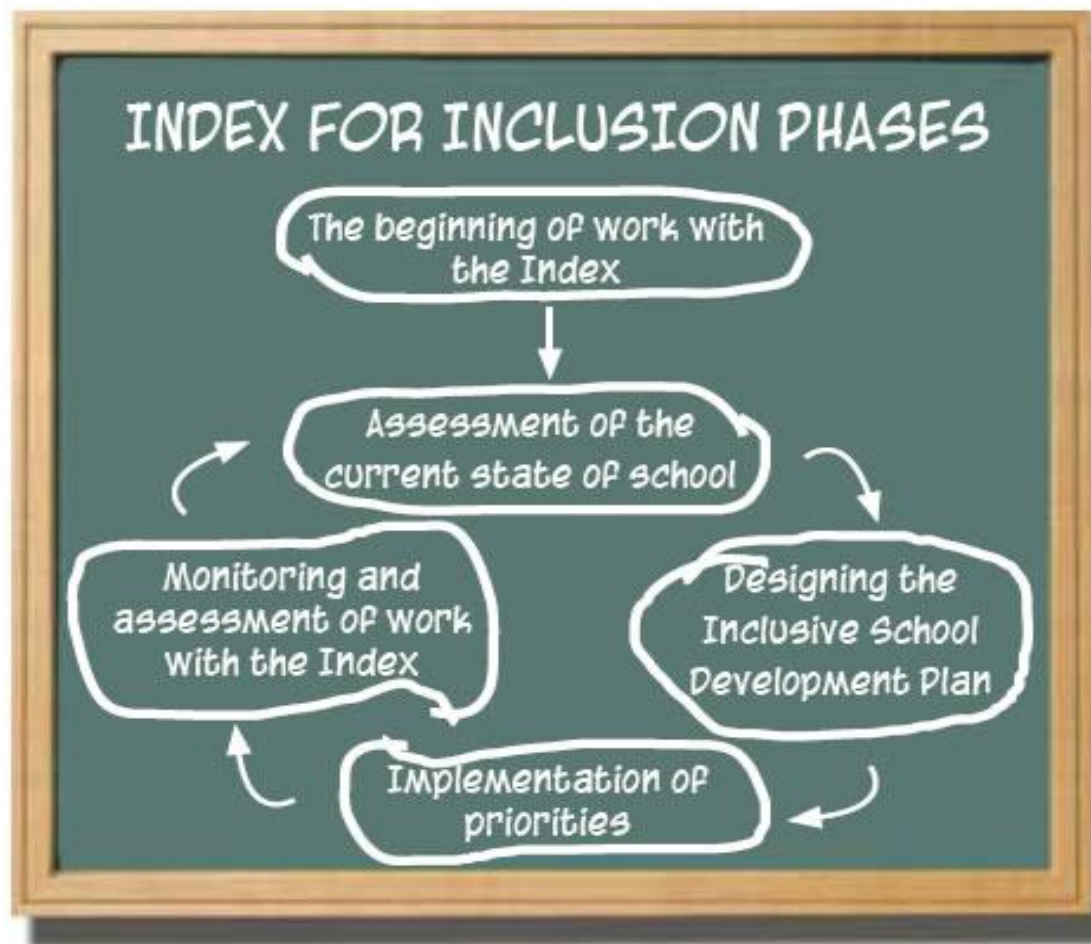 INDEX FOR INCLUSION PHASES
The beginning of work with
the Index
Assessment of the
current state of school
Monitoring and
assessment of work
with the Index
Designing the
Inclusive School
Development Plan
Implementation of
priorities